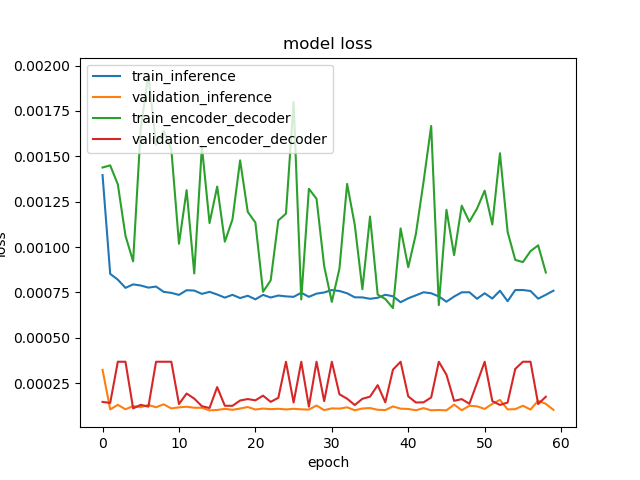 model loss
0.00200
0.00175
0.00150
0.00125
0.00100
0.00075
0.00050
0.00025
loss
train_inference
validation_inference
train_encoder_decoder
validation_encoder_decoder
0 10 20 30 40 50 60
epoch